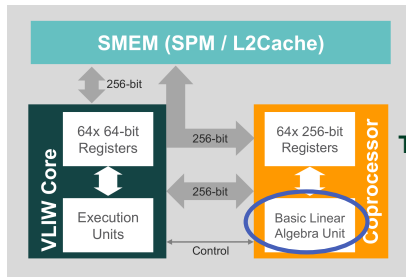 SMEM (SPM / L2Cache)
256-bit
64x 64-bit
Registers
256-bit
64x 256-bit
Registers
VLIW Core
Coprocessor
T
256-bit
Execution
Units
Control
Basic Linear
Algebra Unit